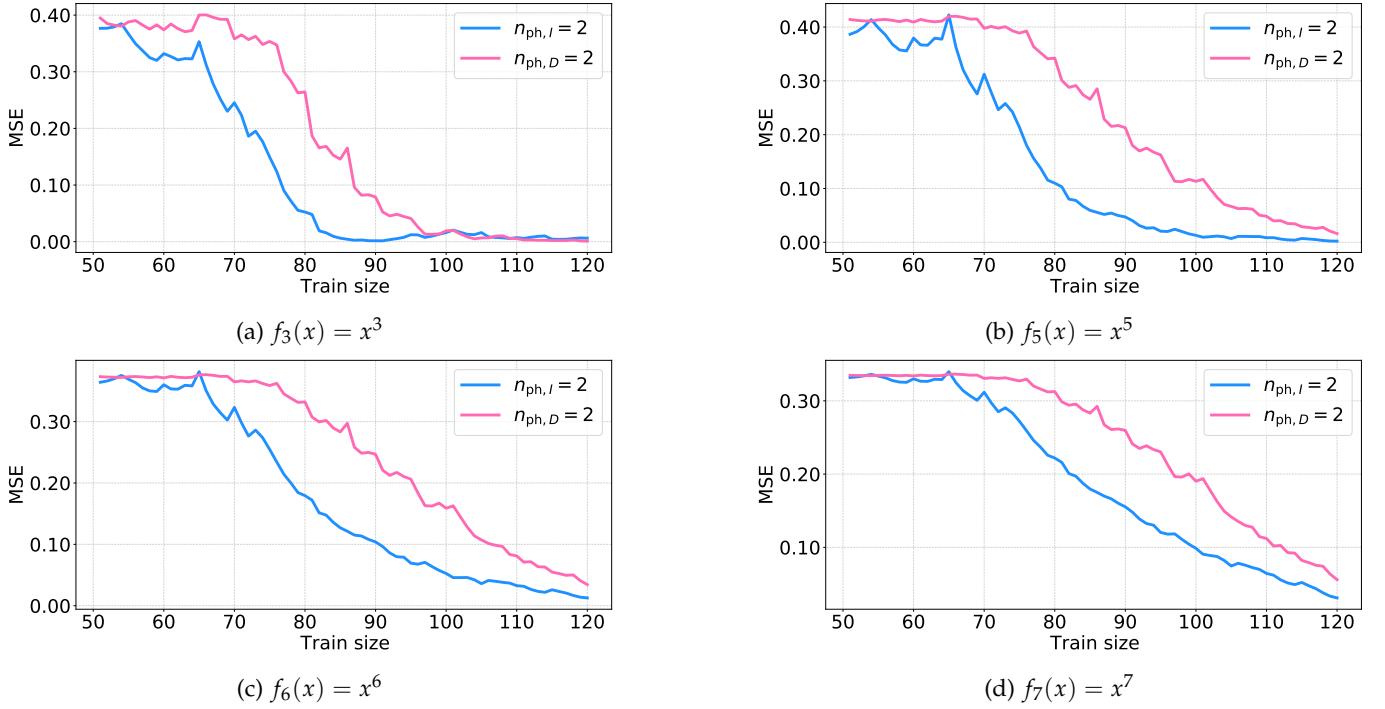 0.40
0.30
0.40
0.10
0.00
MSE
50 60 70 80 90 100 110 120
Train size
n_ph, I = 2
n_ph, D = 2
(a) f_3(x) = x^3
0.40
0.30
0.20
0.10
0.00
MSE
50 60 70 80 90 100 110 120
Train size
n_ph, I = 2
n_ph, D = 2
(b) f_5(x) = x^5
0.30
0.20
0.10
0.00
MSE
50 60 70 80 90 100 110 120
Train size
n_ph, I = 2
n_ph, D = 2
(c) f_6(x) = x^6
0.30
0.20
0.10
MSE
50 60 70 80 90 100 110 120
Train size
n_ph, I = 2
n_ph, D = 2
(d) f_7(x) = x^7